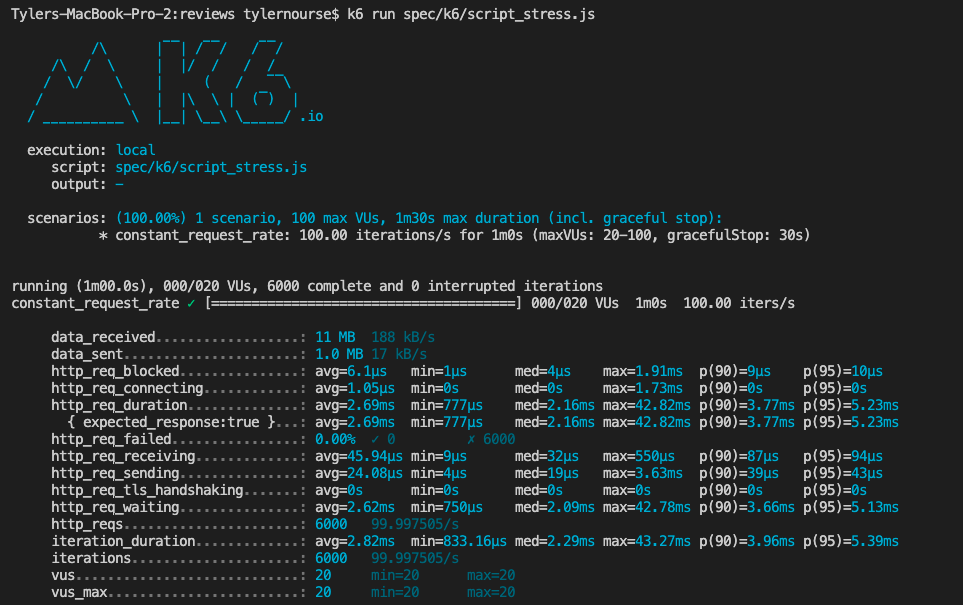 Tylers-MacBook-Pro-2:reviews tylernourse$ k6 run spec/k6/script_stress.js
          /\      |‾‾| /‾‾/   /‾‾/
     /\  /  \     |  |/  /   /  /
    /  \/    \    |     (   /   ‾‾\
   /          \   |  |\  \ |  (‾)  |
  / __________ \  |__| \__\ \_____/ .io
  execution: local
     script: spec/k6/script_stress.js
     output: -
  scenarios: (100.00%) 1 scenario, 100 max VUs, 1m30s max duration (incl. graceful stop):
           * constant_request_rate: 100.00 iterations/s for 1m0s (maxVUs: 20-100, gracefulStop: 30s)
running (1m00.0s), 000/020 VUs, 6000 complete and 0 interrupted iterations
constant_request_rate ✓ [======================================] 000/020 VUs  1m0s  100.00 iters/s
     data_received..................: 11 MB  188 kB/s
     data_sent......................: 1.0 MB 17 kB/s
     http_req_blocked...............: avg=6.1µs   min=1µs      med=4µs    max=1.91ms  p(90)=9µs    p(95)=10µs
     http_req_connecting............: avg=1.05µs  min=0s       med=0s     max=1.73ms  p(90)=0s     p(95)=0s
     http_req_duration..............: avg=2.69ms  min=777µs    med=2.16ms max=42.82ms p(90)=3.77ms p(95)=5.23ms
       { expected_response:true }...: avg=2.69ms  min=777µs    med=2.16ms max=42.82ms p(90)=3.77ms p(95)=5.23ms
     http_req_failed................: 0.00%  ✓ 0         ✗ 6000
     http_req_receiving.............: avg=45.94µs min=9µs      med=32µs   max=550µs   p(90)=87µs   p(95)=94µs
     http_req_sending...............: avg=24.08µs min=4µs      med=19µs   max=3.63ms  p(90)=39µs   p(95)=43µs
     http_req_tls_handshaking.......: avg=0s      min=0s       med=0s     max=0s      p(90)=0s     p(95)=0s
     http_req_waiting...............: avg=2.62ms  min=750µs    med=2.09ms max=42.78ms p(90)=3.66ms p(95)=5.13ms
     http_reqs......................: 6000   99.997505/s
     iteration_duration.............: avg=2.82ms  min=833.16µs med=2.29ms max=43.27ms p(90)=3.96ms p(95)=5.39ms
     iterations.....................: 6000   99.997505/s
     vus............................: 20     min=20      max=20
     vus_max........................: 20     min=20      max=20